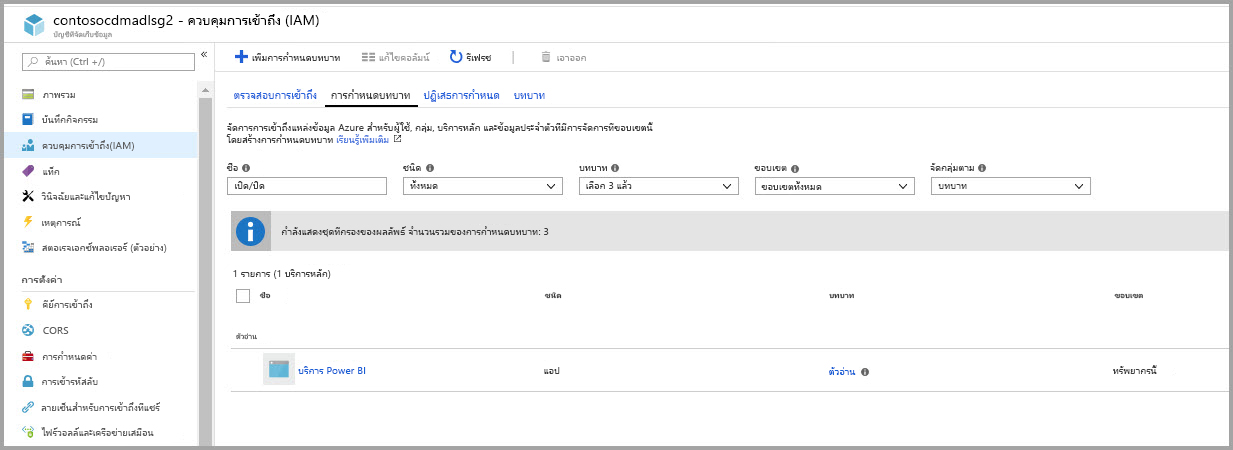 contosocdmadlsg2 - ควบคุมการเข้าถึง (IAM)
บัญชีที่จัดเก็บข้อมูล
ค้นหา (Ctrl +/)
«
ภาพรวม
บันทึกกิจกรรม
ควบคุมการเข้าถึง(IAM)
แท็ก
วินิจฉัยและแก้ไขปัญหา
เหตุการณ์
สตอเรจเอกซ์พลอเรอร์ (ตัวอย่าง)
การตั้งค่า
คีย์การเข้าถึง
CORS
การกำหนดค่า
การเข้ารหัสลับ
ลายเซ็นสำหรับการเข้าถึงที่แชร์
ไฟร์วอลล์และเครือข่ายเสมือน
เพิ่มการกำหนดบทบาท
แก้ไขคอลัมน์
รีเฟรช
เอาออก
ตรวจสอบการเข้าถึง
การกำหนดบทบาท
ปฏิเสธการกำหนด
บทบาท
จัดการการเข้าถึงแหล่งข้อมูล Azure สำหรับผู้ใช้, กลุ่ม, บริการหลัก และข้อมูลประจำตัวที่มีการจัดการที่ขอบเขตนี้
โดยสร้างการกำหนดบทบาท เรียนรู้เพิ่มเติม
ชื่อ
ชนิด
บทบาท
ขอบเขต
จัดกลุ่มตาม
เปิด/ปิด
ทั้งหมด
เลือก 3 แล้ว
ขอบเขตทั้งหมด
บทบาท
กำลังแสดงชุดที่กรองของผลลัพธ์ จำนวนรวมของการกำหนดบทบาท: 3
1 รายการ (1 บริการหลัก)
ชื่อ
ชนิด
บทบาท
ขอบเขต
ตัวอ่าน
บริการ Power BI
แอป
ตัวอ่าน
ทรัพยากรนี้